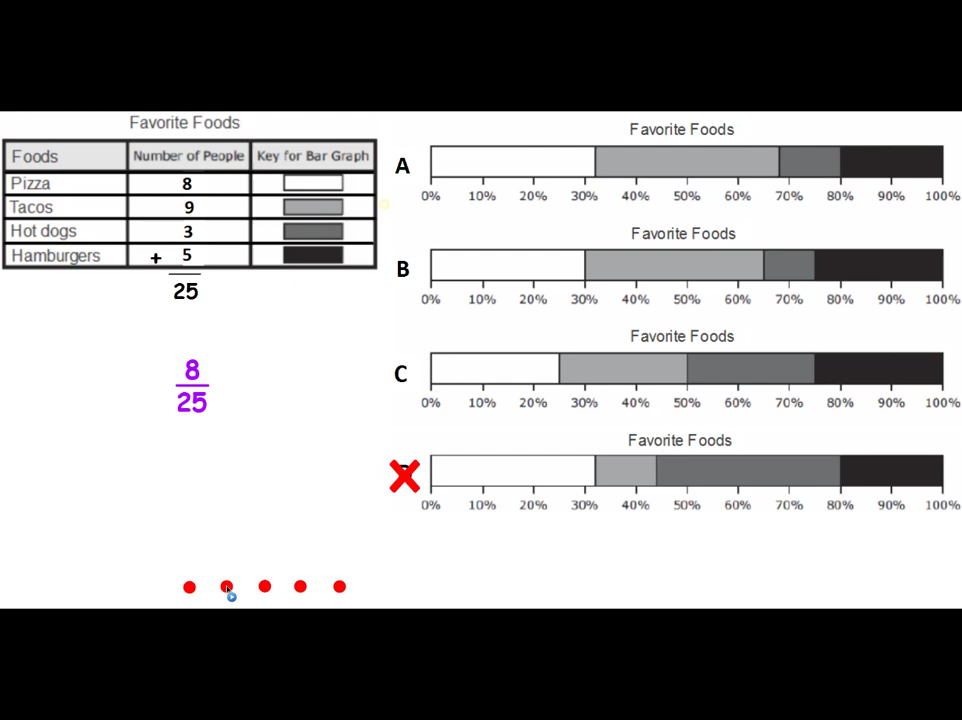 Favorite Foods
Foods Number of People Key for Bar Graph
Pizza 8
Tacos 9
Hot dogs 3
Hamburgers + 5
25
8
25
Favorite Foods
A
0% 10% 20% 30% 40% 50% 60% 70% 80% 90% 100%
Favorite Foods
B
0% 10% 20% 30% 40% 50% 60% 70% 80% 90% 100%
Favorite Foods
C
0% 10% 20% 30% 40% 50% 60% 70% 80% 90% 100%
Favorite Foods
0% 10% 20% 30% 40% 50% 60% 70% 80% 90% 100%